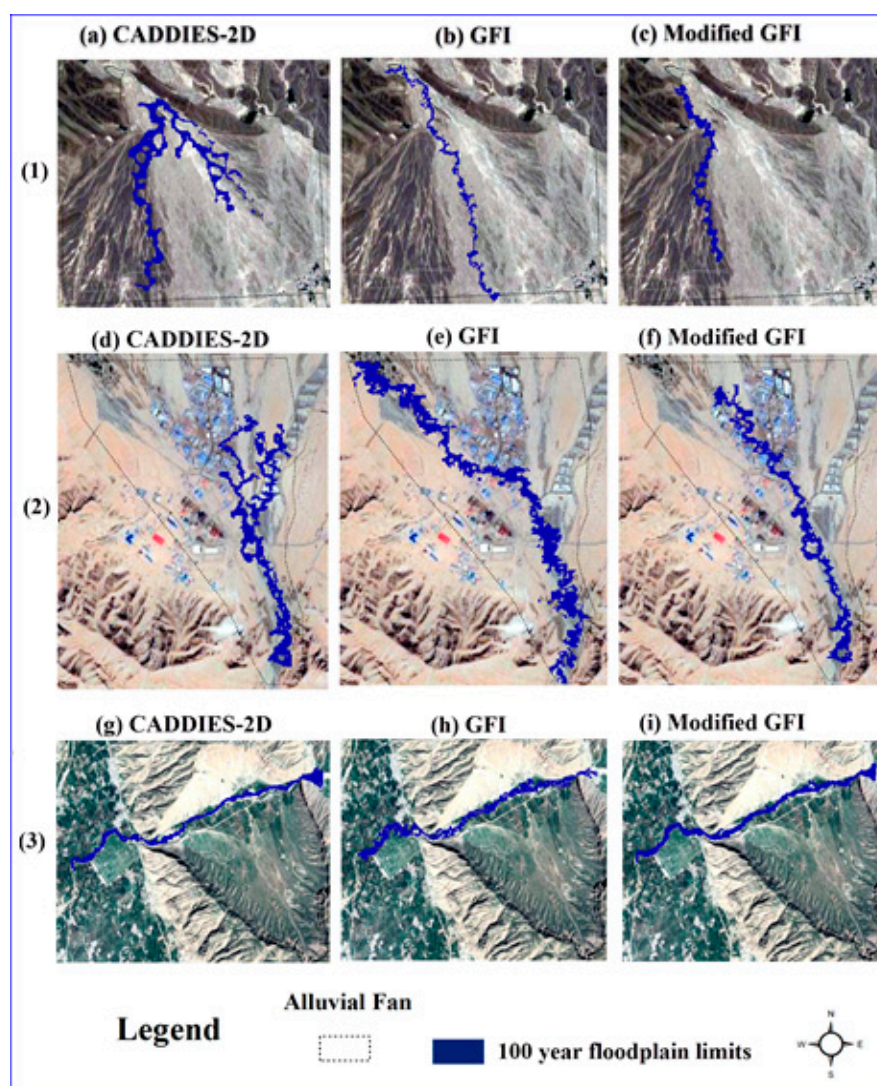 (a) CADDIES-2D (b) GFI (c) Modified GFI
(1)
(d) CADDIES-2D (e) GFI (f) Modified GFI
(2)
(g) CADDIES-2D (h) GFI (i) Modified GFI
(3)
Alluvial Fan
Legend
100 year floodplain limits
N
W E
S